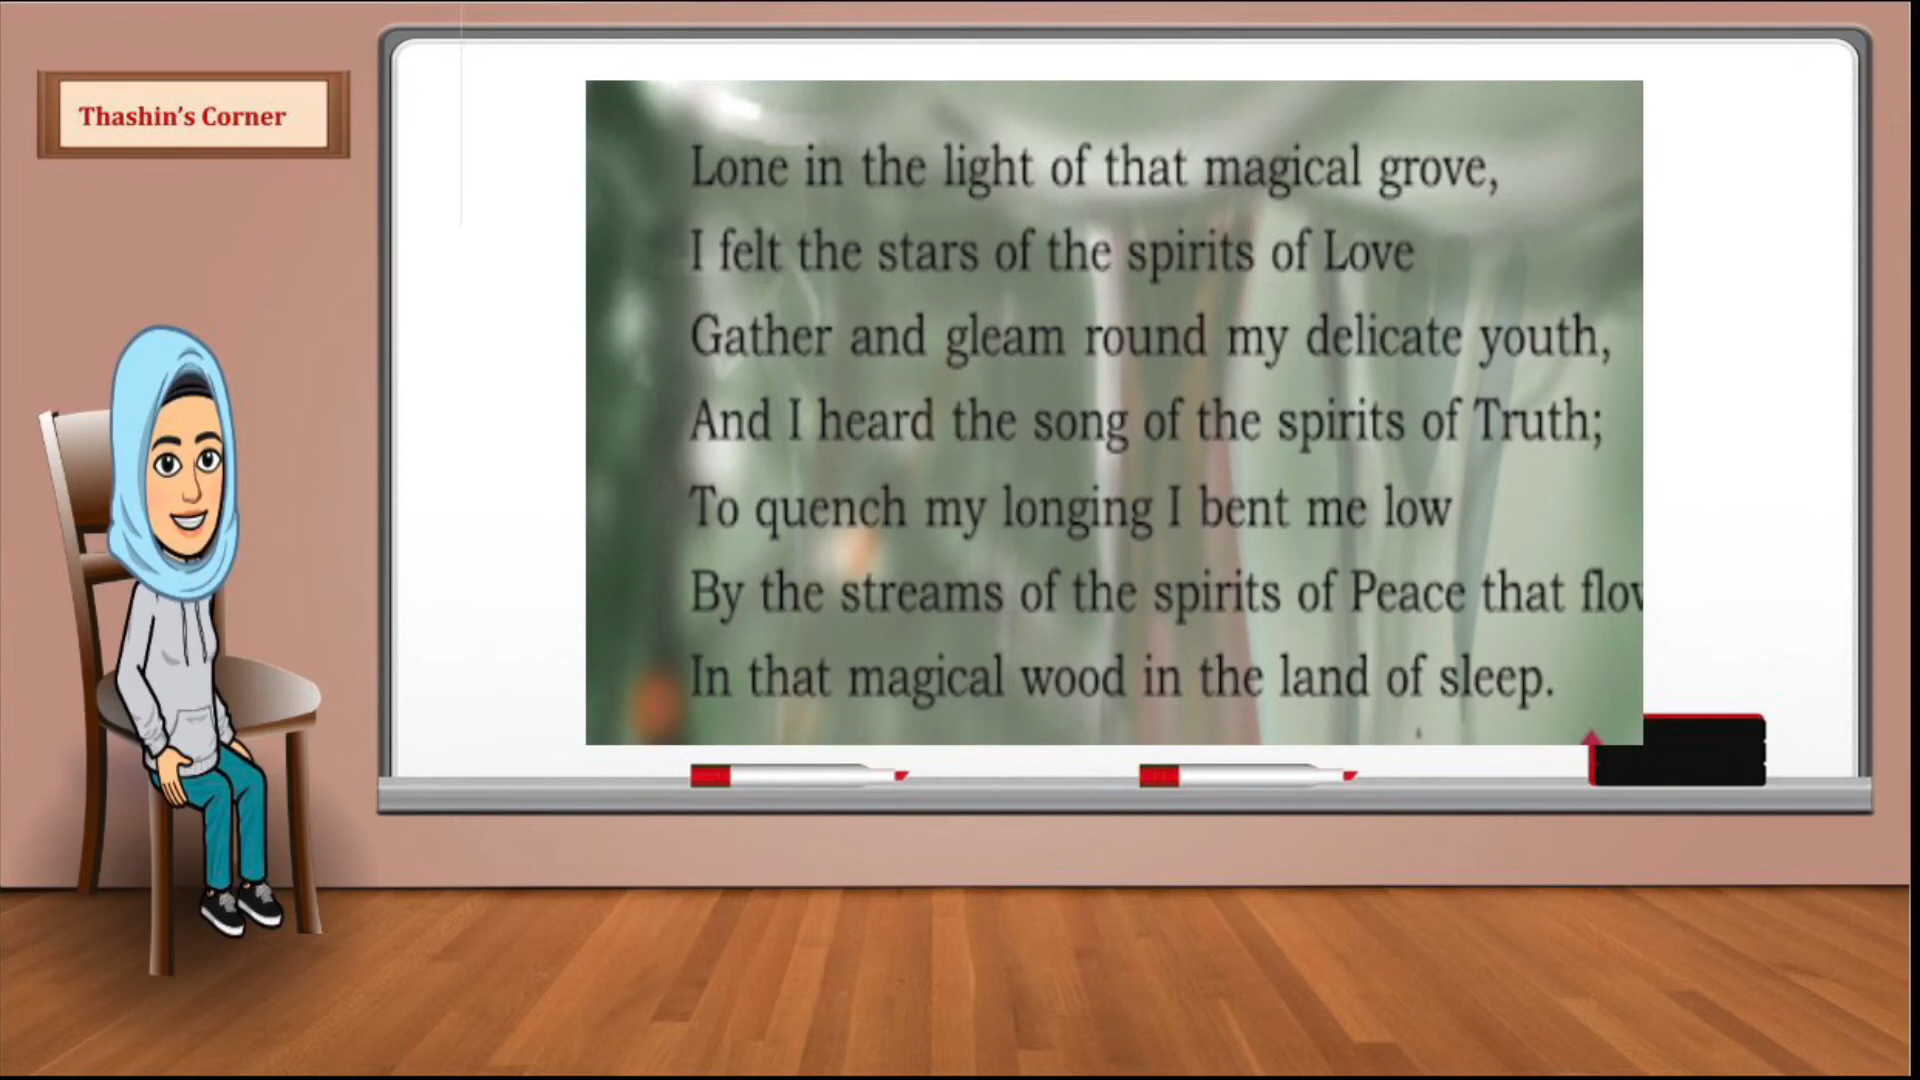 Thashin's Corner
Lone in the light of that magical grove,
I felt the stars of the spirits of Love
Gather and gleam round my delicate youth,
And I heard the song of the spirits of Truth;
To quench my longing I bent me low
By the streams of the spirits of Peace that flow
In that magical wood in the land of sleep.